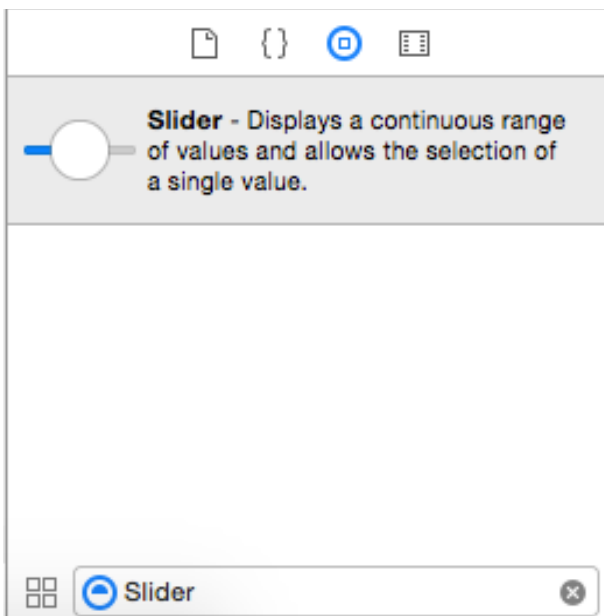 {}
Slider - Displays a continuous range
of values and allows the selection of
a single value.
Slider